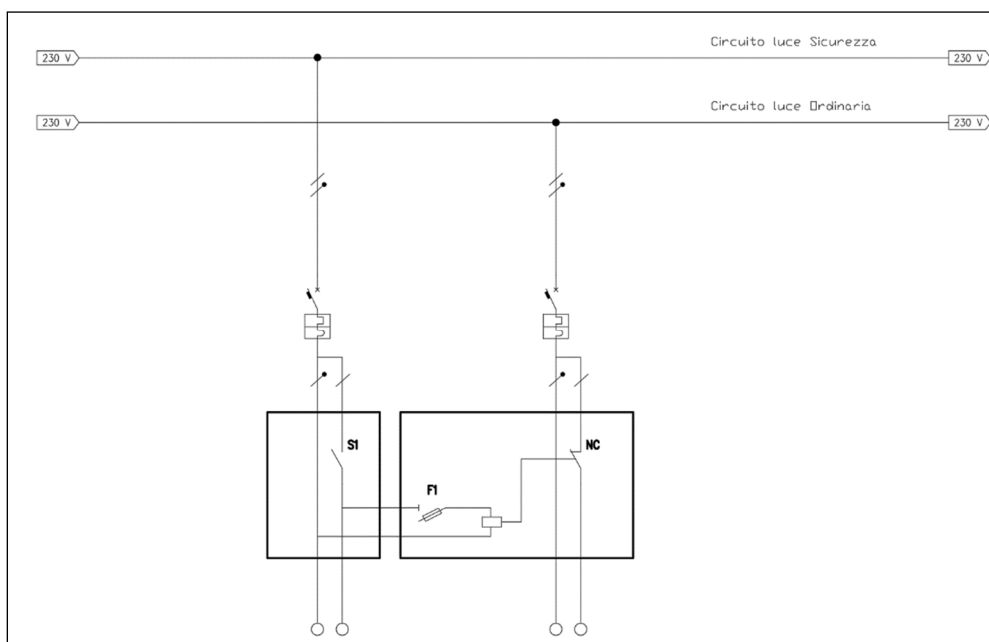 Circuito luce Sicurezza
230 V 230 V
Circuito luce Ordinaria
230 V 230 V
S1 NC
F1